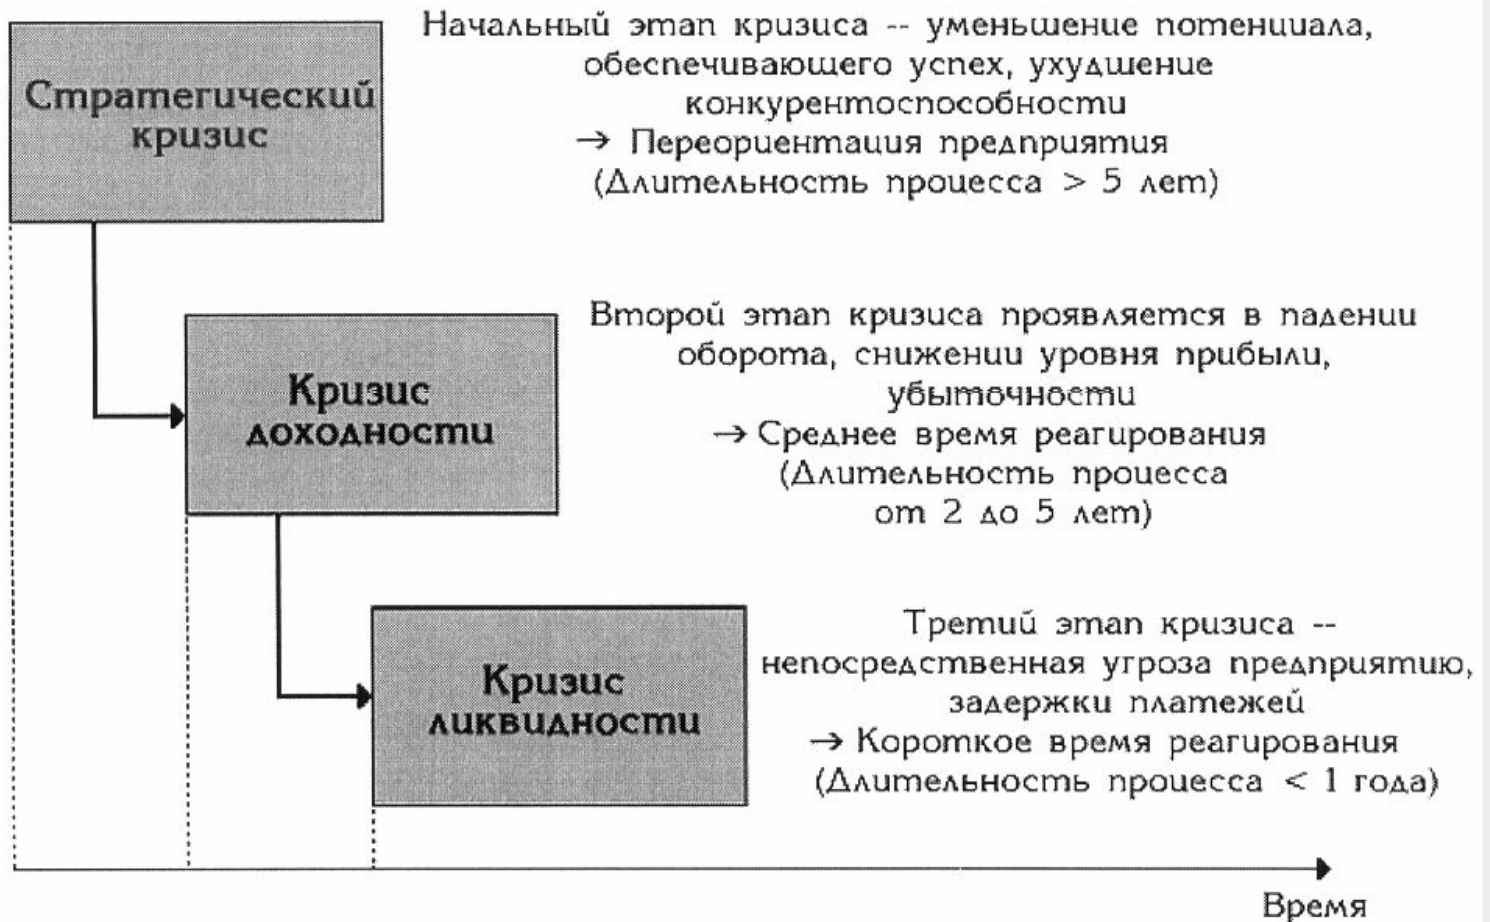 Стратегический
кризис
Начальный этап кризиса -- уменьшение потенциала,
обеспечивающего успех, ухудшение
конкурентоспособности
→ Переориентация предприятия
(Длительность процесса > 5 лет)
Кризис
доходности
Второй этап кризиса проявляется в падении
оборота, снижении уровня прибыли,
убыточности
→ Среднее время реагирования
(Длительность процесса
от 2 до 5 лет)
Кризис
ликвидности
Третий этап кризиса --
непосредственная угроза предприятию,
задержки платежей
→ Короткое время реагирования
(Длительность процесса < 1 года)
Время